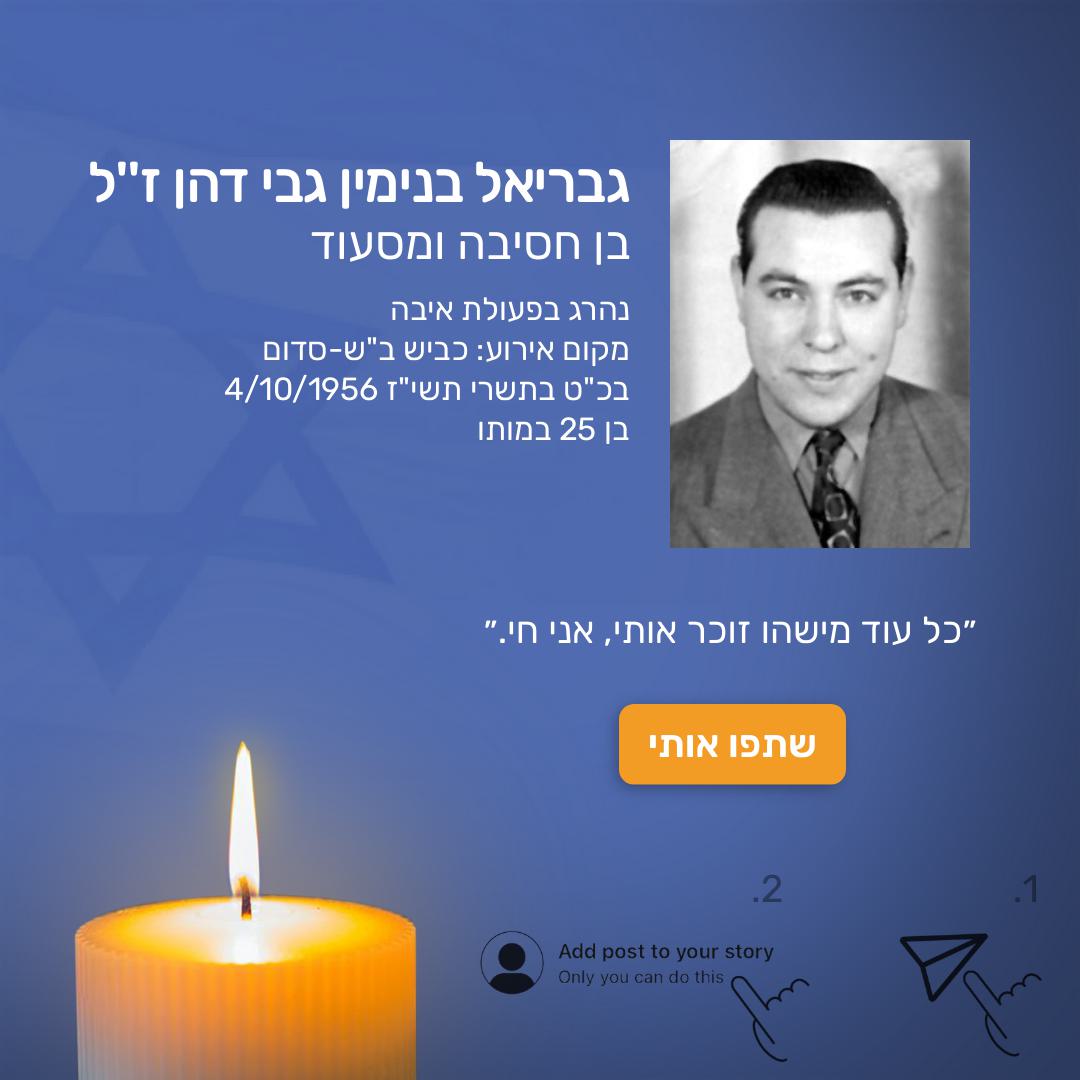 גבריאל בנימין גבי דהן ז"ל
בן חסיבה ומסעוד
נהרג בפעולת איבה
מקום אירוע: כביש ב"ש-סדום
בכ"ט בתשרי תשי"ז 4/10/1956
בן 25 במותו
״כל עוד מישהו זוכר אותי, אני חי.״
שתפו אותי
1.
2.
Add post to your story
Only you can do this